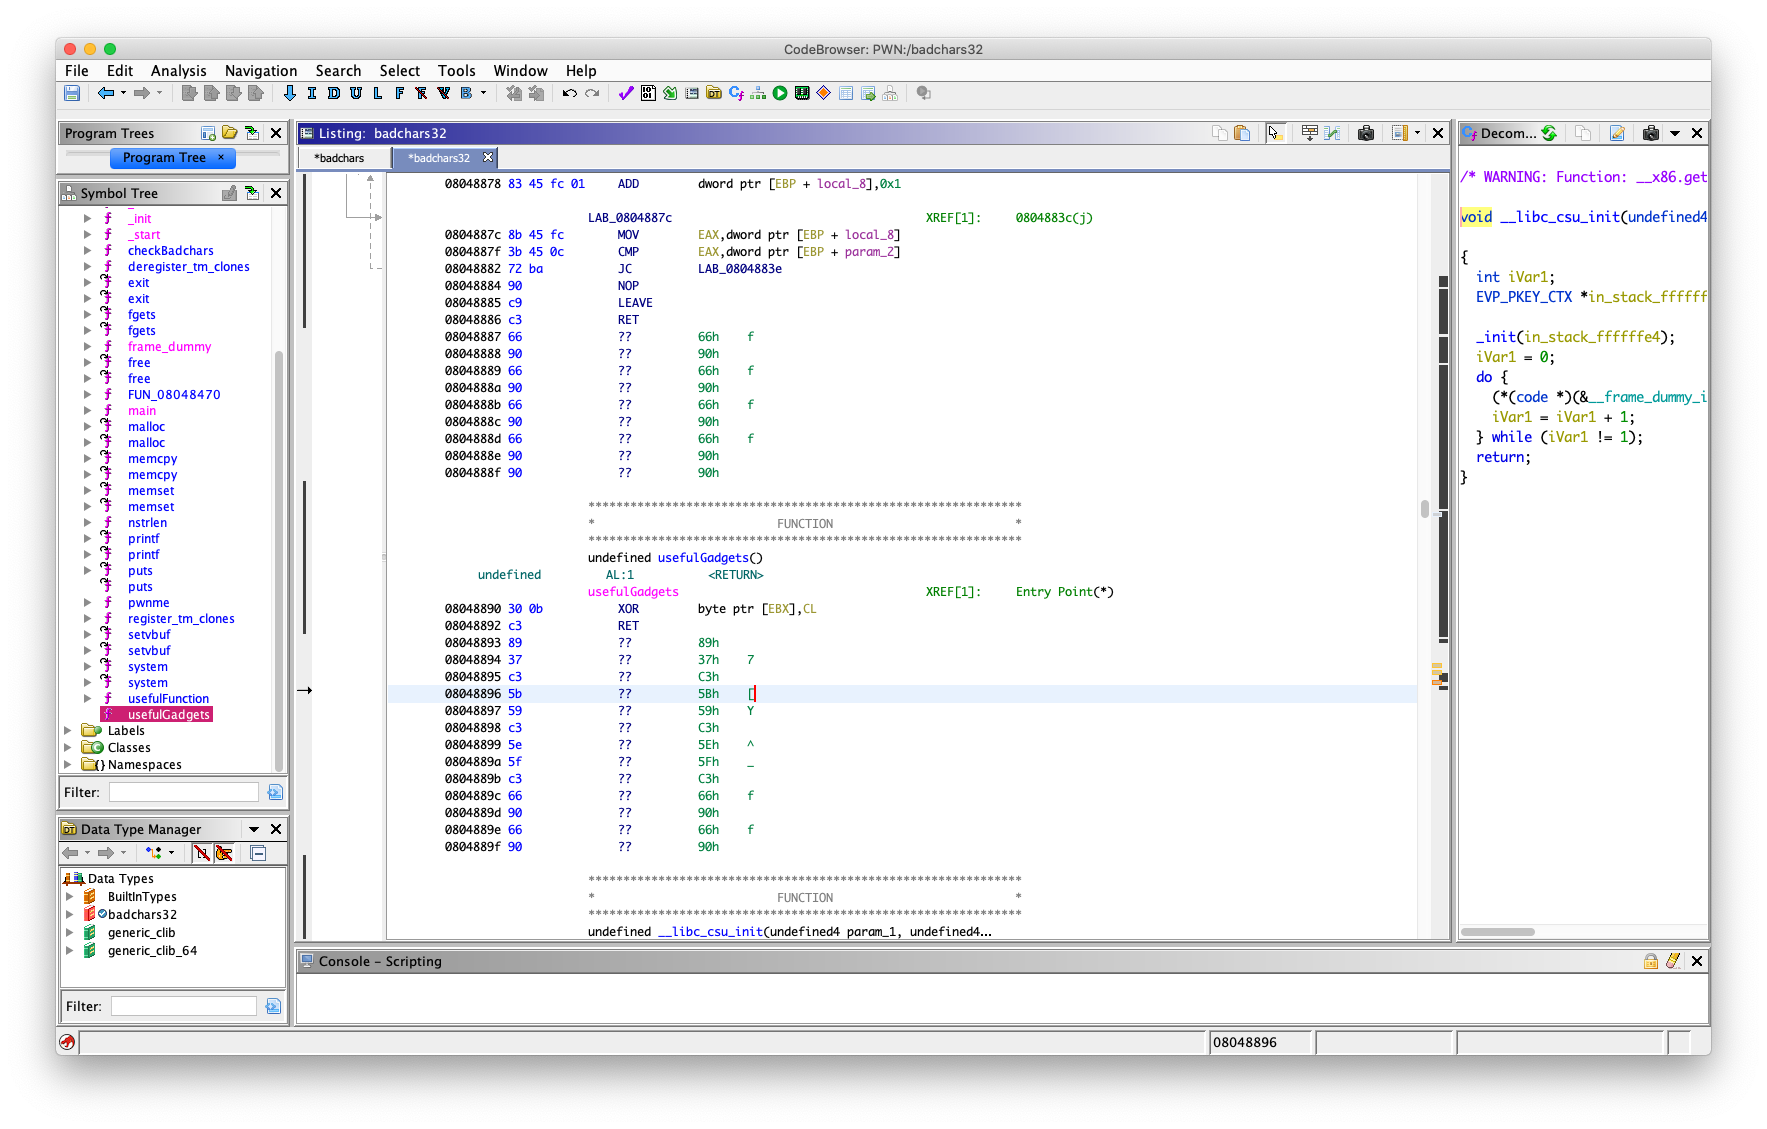 CodeBrowser: PWN:/badchars32
File Edit Analysis Navigation Search Select Tools Window Help
I D U L F F V B
Program Trees
Program Tree ×
Symbol Tree
_init
_start
checkBadchars
deregister_tm_clones
exit
exit
fgets
fgets
frame_dummy
free
free
FUN_08048470
main
malloc
malloc
memcpy
memcpy
memset
memset
nstrlen
printf
printf
puts
puts
pwnme
register_tm_clones
setvbuf
setvbuf
system
system
usefulFunction
usefulGadgets
Labels
Classes
Namespaces
Filter:
Data Type Manager
Data Types
BuiltInTypes
badchars32
generic_clib
generic_clib_64
Filter:
Listing: badchars32
*badchars *badchars32
08048878 83 45 fc 01 ADD dword ptr [EBP + local_8],0x1
LAB_0804887c XREF[1]: 0804883c(j)
0804887c 8b 45 fc MOV EAX,dword ptr [EBP + local_8]
0804887f 3b 45 0c CMP EAX,dword ptr [EBP + param_2]
08048882 72 ba JC LAB_0804883e
08048884 90 NOP
08048885 c9 LEAVE
08048886 c3 RET
08048887 66 ?? 66h f
08048888 90 ?? 90h
08048889 66 ?? 66h f
0804888a 90 ?? 90h
0804888b 66 ?? 66h f
0804888c 90 ?? 90h
0804888d 66 ?? 66h f
0804888e 90 ?? 90h
0804888f 90 ?? 90h
*************************************************************
* FUNCTION *
*************************************************************
undefined usefulGadgets()
undefined AL:1 <RETURN>
usefulGadgets XREF[1]: Entry Point(*)
08048890 30 0b XOR byte ptr [EBX],CL
08048892 c3 RET
08048893 89 ?? 89h
08048894 37 ?? 37h 7
08048895 c3 ?? C3h
08048896 5b ?? 5Bh [
08048897 59 ?? 59h Y
08048898 c3 ?? C3h
08048899 5e ?? 5Eh ^
0804889a 5f ?? 5Fh _
0804889b c3 ?? C3h
0804889c 66 ?? 66h f
0804889d 90 ?? 90h
0804889e 66 ?? 66h f
0804889f 90 ?? 90h
*************************************************************
* FUNCTION *
*************************************************************
undefined __libc_csu_init(undefined4 param_1, undefined4...
Decom...
/* WARNING: Function: __x86.get
void __libc_csu_init(undefined4
{
int iVar1;
EVP_PKEY_CTX *in_stack_ffffff
_init(in_stack_ffffffe4);
iVar1 = 0;
do {
(*(code *)(&__frame_dummy_i
iVar1 = iVar1 + 1;
} while (iVar1 != 1);
return;
}
Console - Scripting
08048896